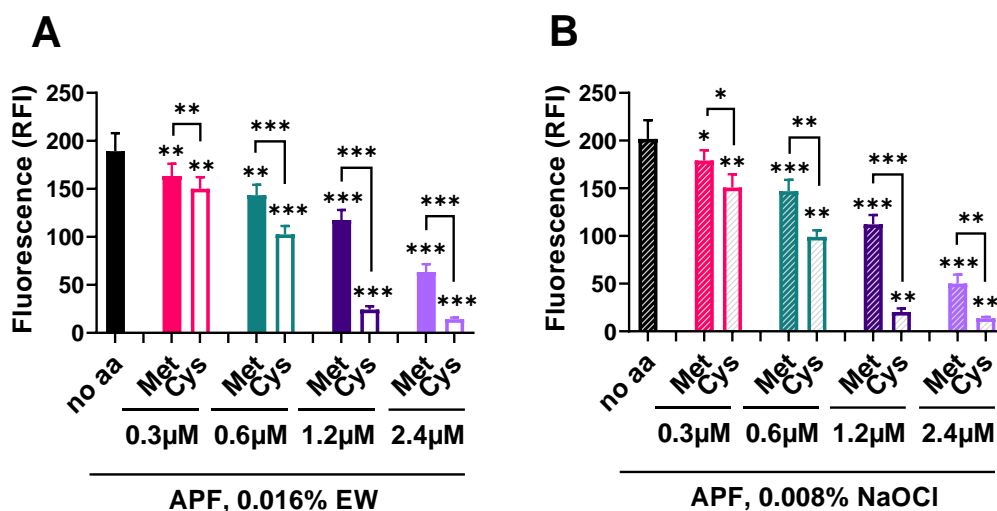 A
Fluorescence (RFI)
250
200
150
100
50
0
** ** **
** *** ***
*** *** ***
*** *** ***
no aa Met Cys Met Cys Met Cys Met Cys
0.3µM 0.6µM 1.2µM 2.4µM
APF, 0.016% EW
B
Fluorescence (RFI)
250
200
150
100
50
0
* ** *
*** ** **
*** ** ***
*** ** **
no aa Met Cys Met Cys Met Cys Met Cys
0.3µM 0.6µM 1.2µM 2.4µM
APF, 0.008% NaOCl